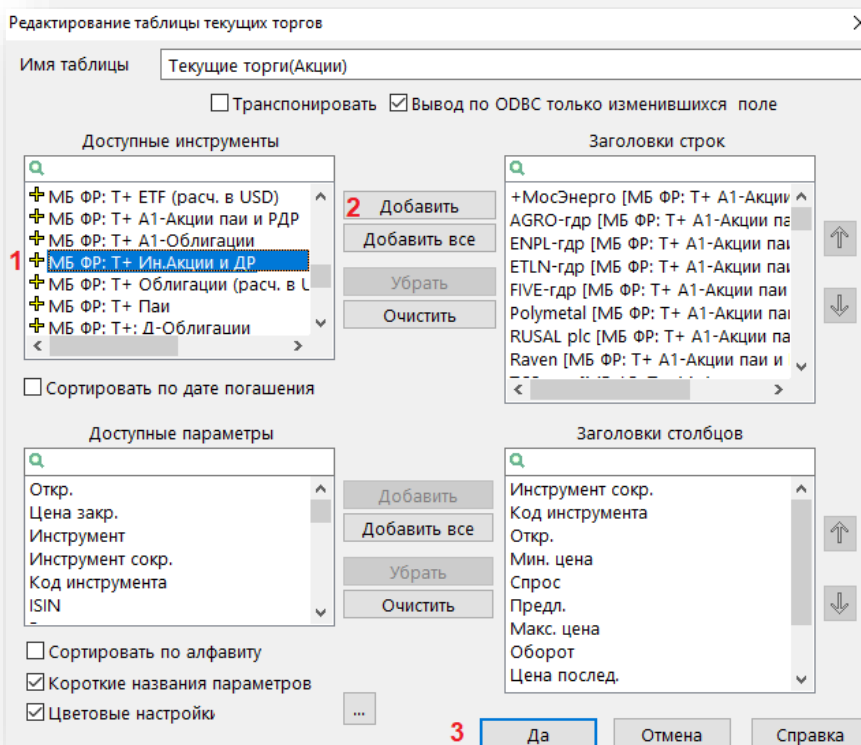 Редактирование таблицы текущих торгов
Имя таблицы
Текущие торги(Акции)
Транспонировать
Вывод по ODBC только изменившихся поле
Доступные инструменты
МБ ФР: Т+ ETF (расч. в USD)
МБ ФР: Т+ А1-Акции паи и РДР
МБ ФР: Т+ А1-Облигации
1
МБ ФР: Т+ Ин.Акции и ДР
МБ ФР: Т+ Облигации (расч. в U
МБ ФР: Т+ Паи
МБ ФР: Т+: Д-Облигации
Сортировать по дате погашения
2
Добавить
Добавить все
Убрать
Очистить
Заголовки строк
+МосЭнерго [МБ ФР: Т+ А1-Акции
AGRO-гдр [МБ ФР: Т+ А1-Акции па
ENPL-гдр [МБ ФР: Т+ А1-Акции паи
ETLN-гдр [МБ ФР: Т+ А1-Акции паи
FIVE-гдр [МБ ФР: Т+ А1-Акции паи
Polymetal [МБ ФР: Т+ А1-Акции паи
RUSAL plc [МБ ФР: Т+ А1-Акции па
Raven [МБ ФР: Т+ А1-Акции паи и
Доступные параметры
Откр.
Цена закр.
Инструмент
Инструмент сокр.
Код инструмента
ISIN
Сортировать по алфавиту
Короткие названия параметров
Цветовые настройки
...
Добавить
Добавить все
Убрать
Очистить
Заголовки столбцов
Инструмент сокр.
Код инструмента
Откр.
Мин. цена
Спрос
Предл.
Макс. цена
Оборот
Цена послед.
3
Да
Отмена
Справка